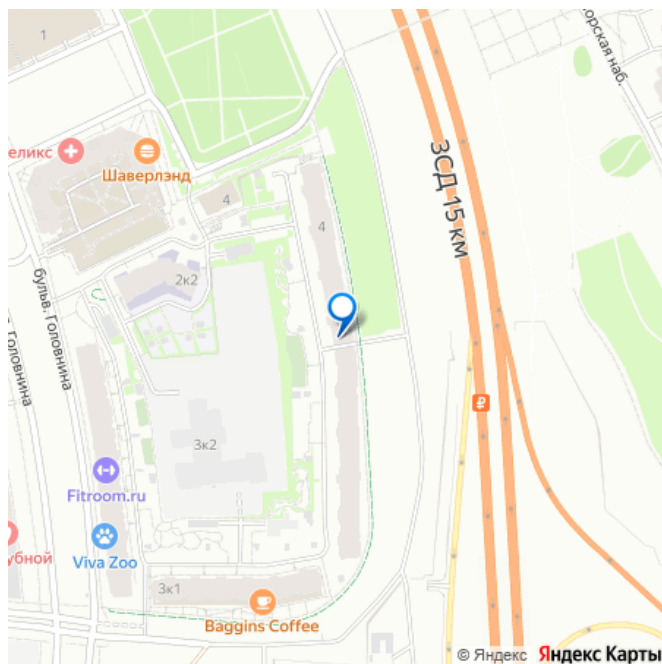 1
орская наб.
еликс
Шаверлэнд
ЗСД 15 км
4
4
2к2
бульв. Головнина
Головнина
3к2
Fitroom.ru
убной
Viva Zoo
3к1
Baggins Coffee
© Яндекс Яндекс Карты